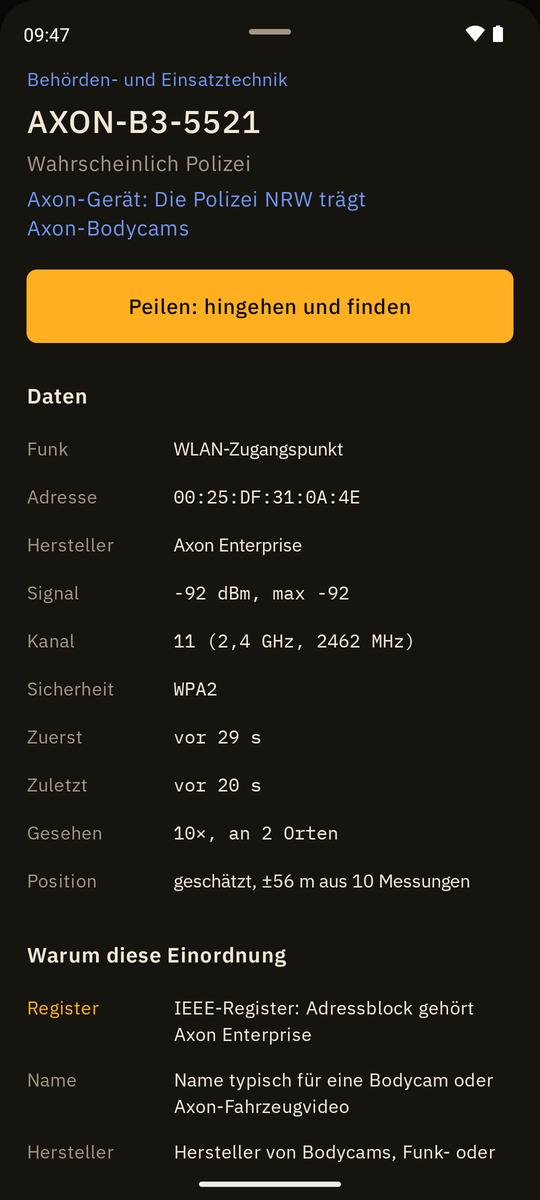 09:47
Behörden- und Einsatztechnik
AXON-B3-5521
Wahrscheinlich Polizei
Axon-Gerät: Die Polizei NRW trägt
Axon-Bodycams
Peilen: hingehen und finden
Daten
Funk WLAN-Zugangspunkt
Adresse 00:25:DF:31:0A:4E
Hersteller Axon Enterprise
Signal -92 dBm, max -92
Kanal 11 (2,4 GHz, 2462 MHz)
Sicherheit WPA2
Zuerst vor 29 s
Zuletzt vor 20 s
Gesehen 10×, an 2 Orten
Position geschätzt, ±56 m aus 10 Messungen
Warum diese Einordnung
Register IEEE-Register: Adressblock gehört
Axon Enterprise
Name Name typisch für eine Bodycam oder
Axon-Fahrzeugvideo
Hersteller Hersteller von Bodycams, Funk- oder